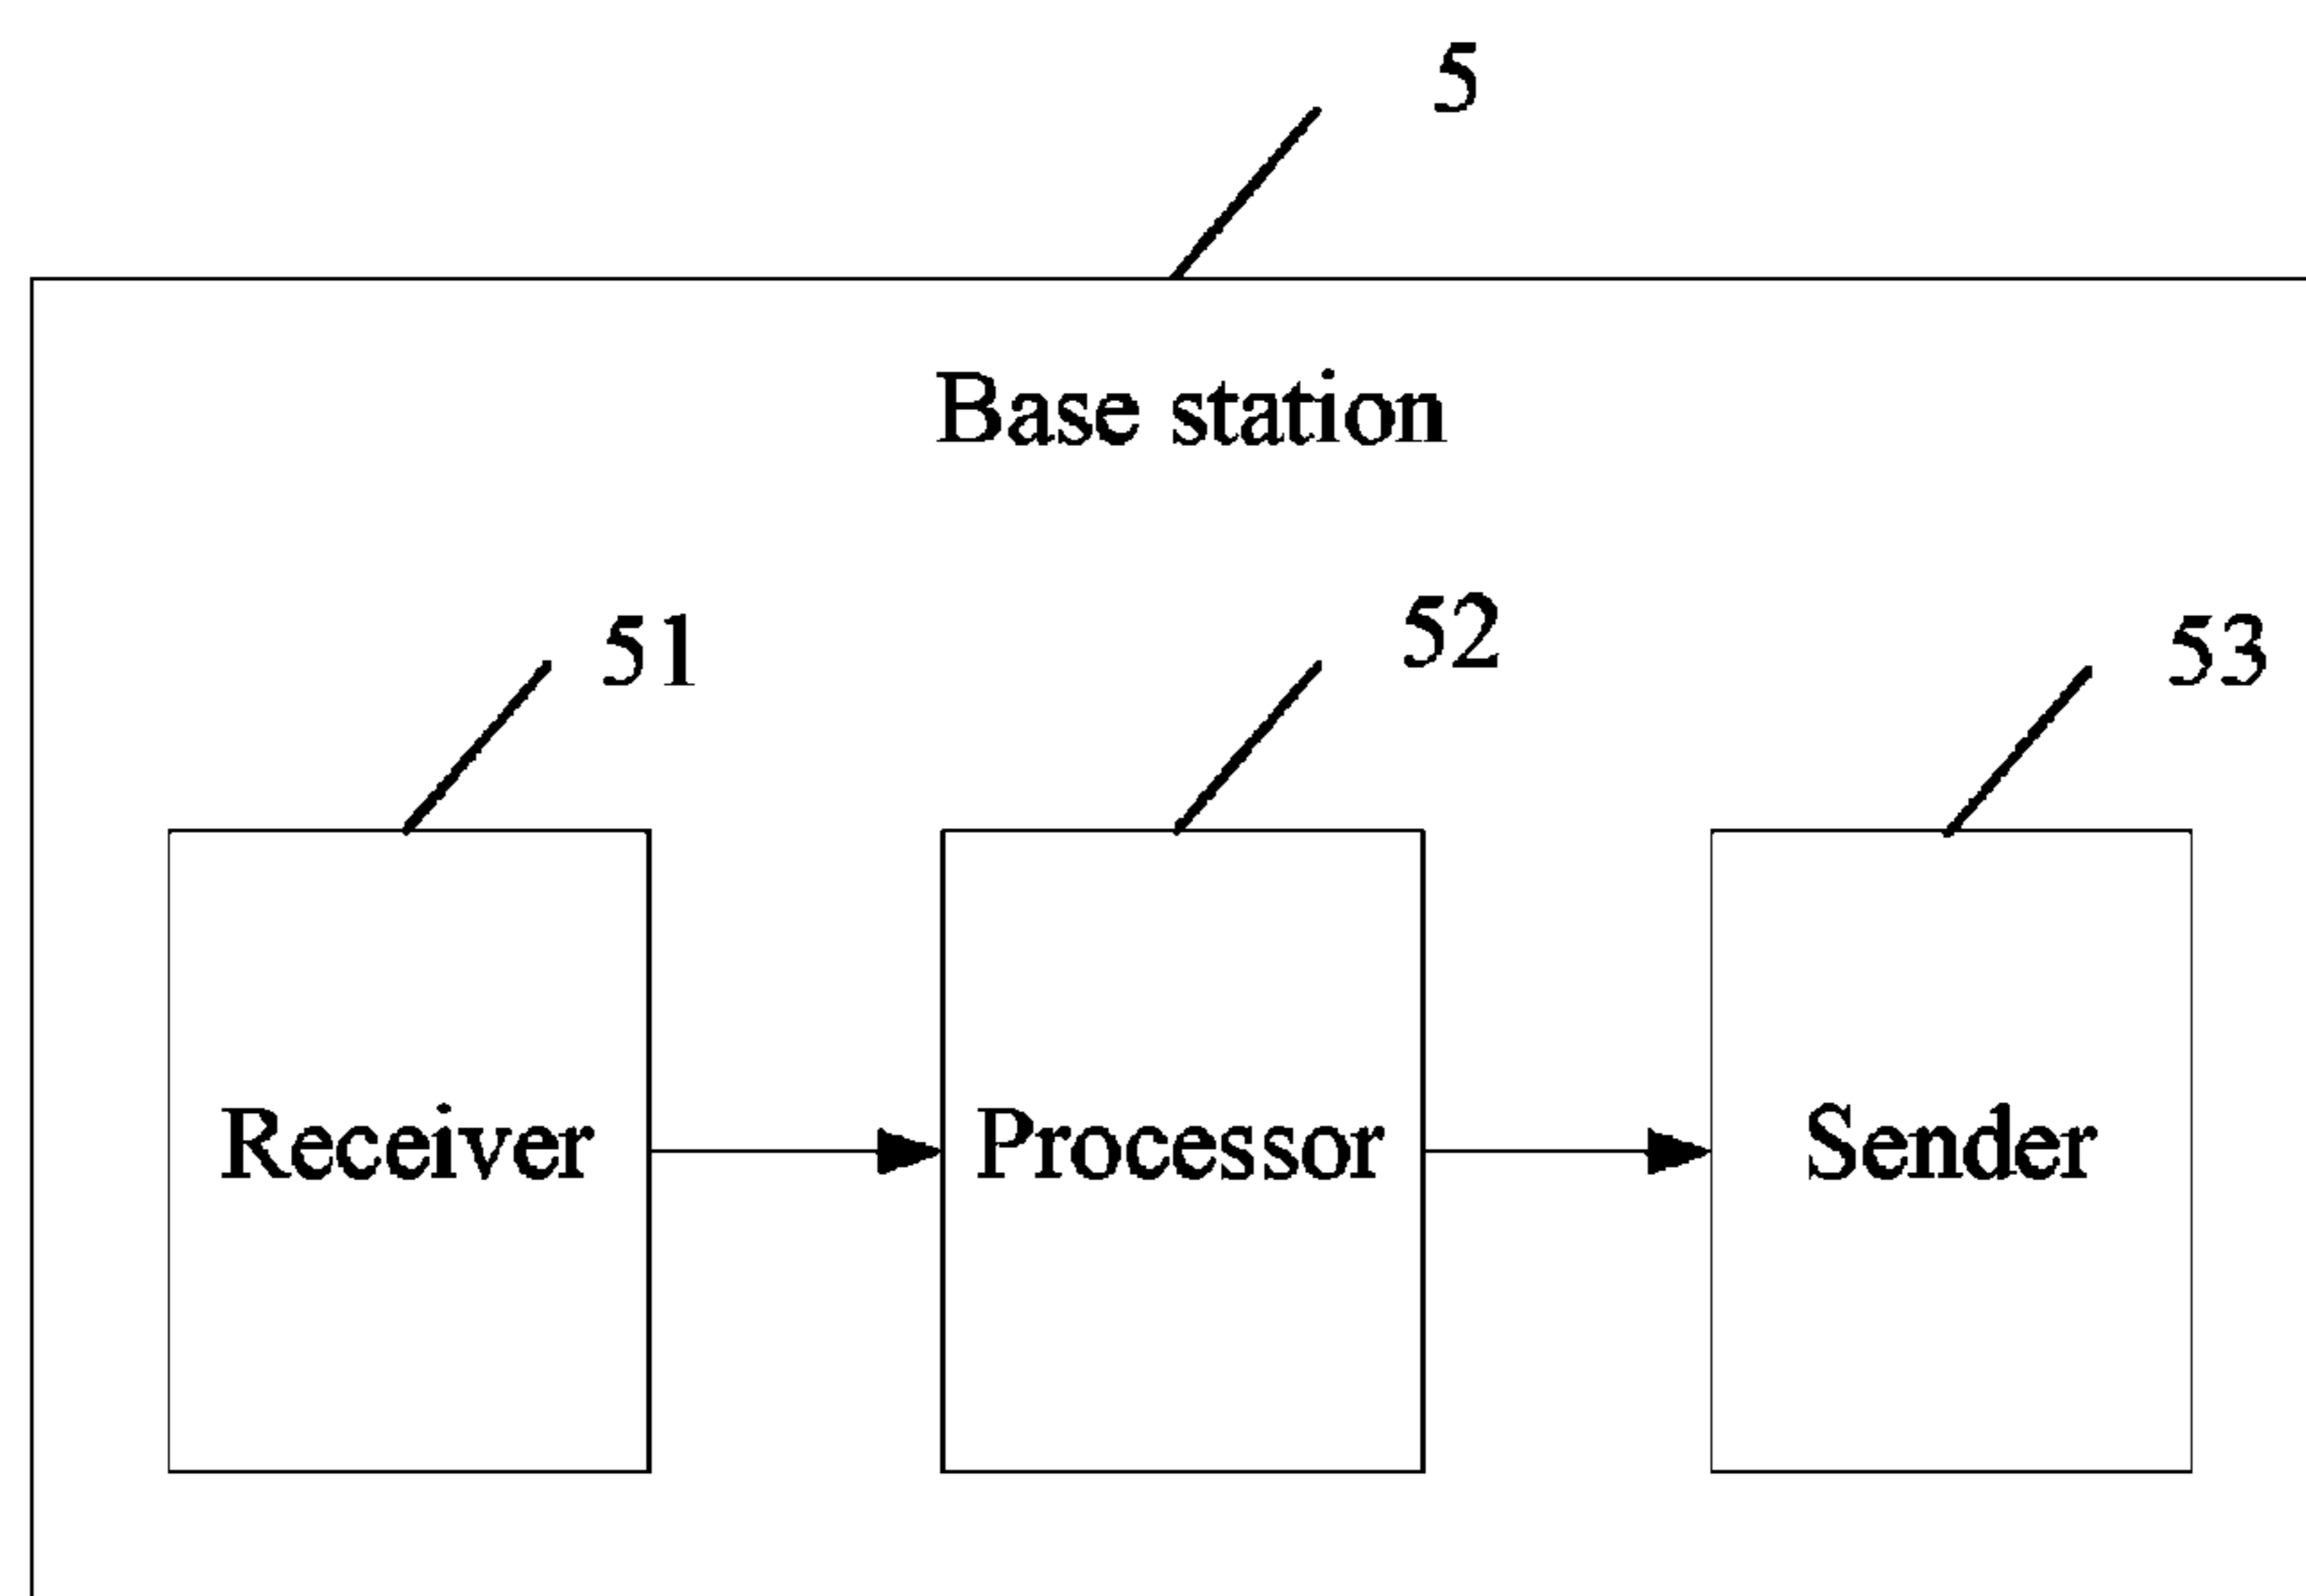 5
Base station
51
52
53
Receiver
Processor
Sender